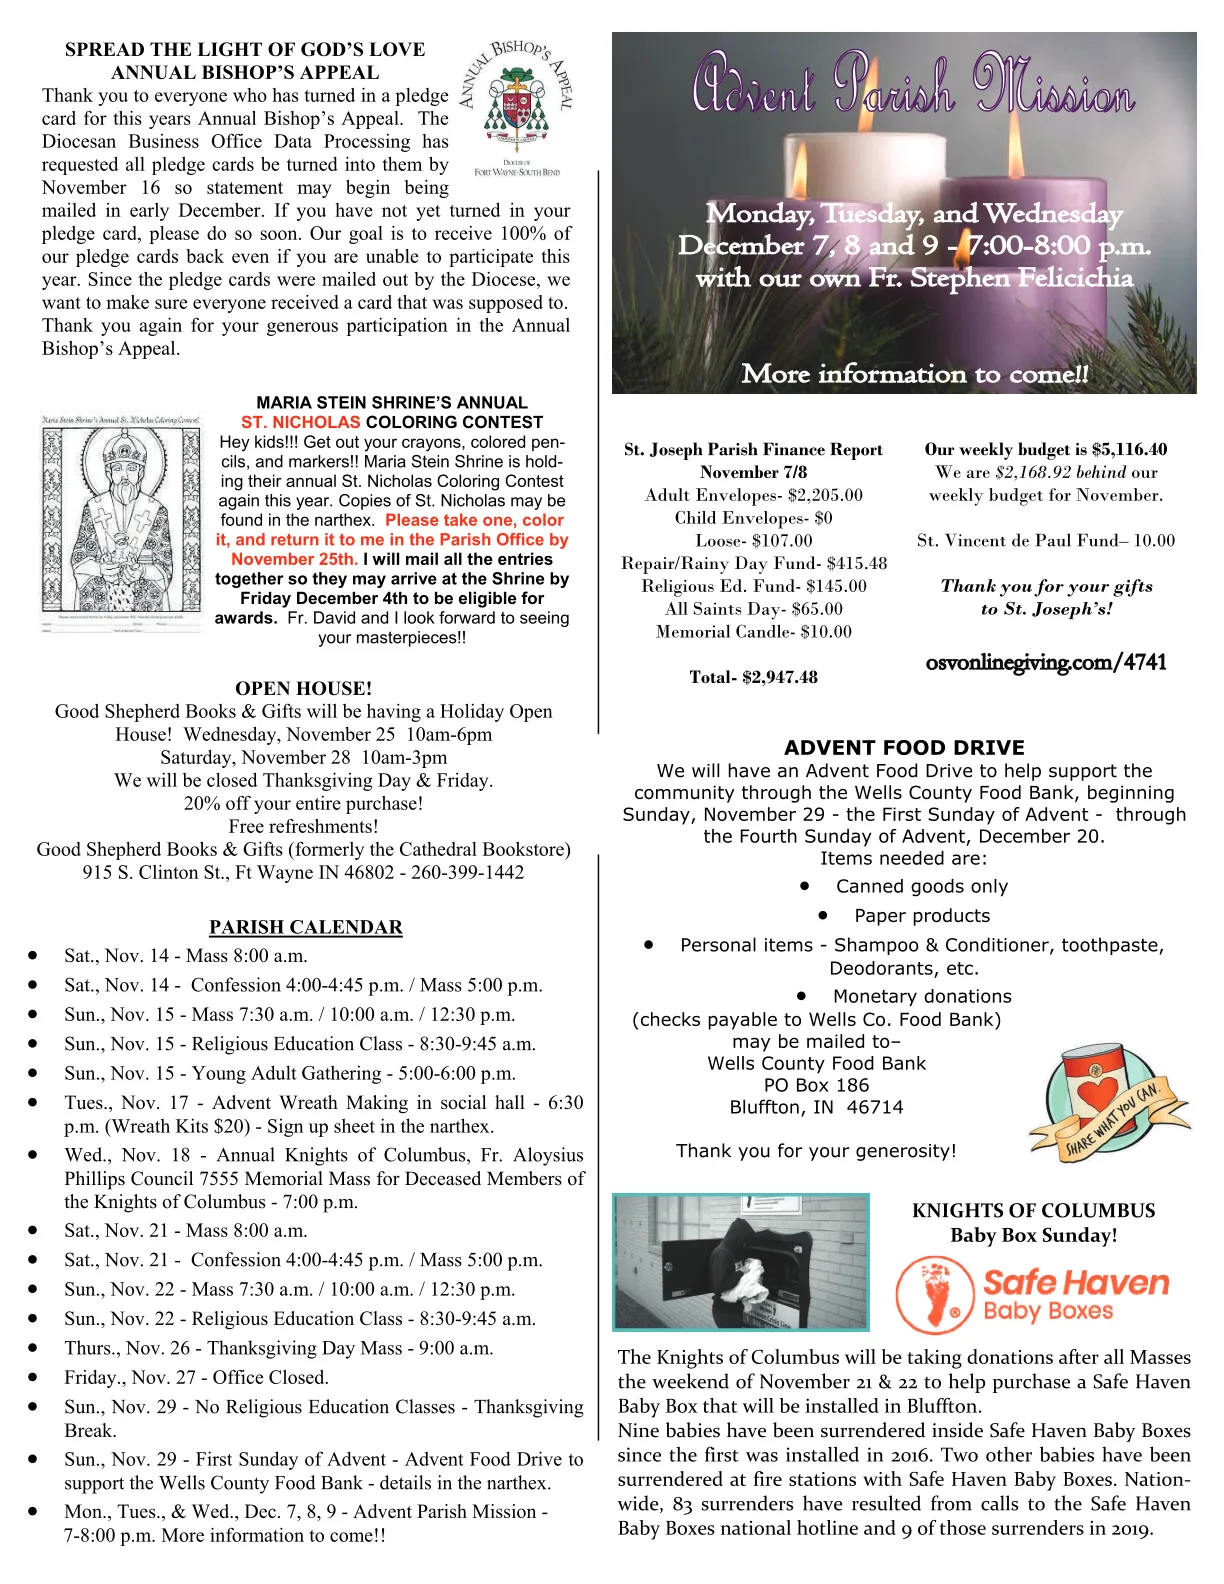 SPREAD THE LIGHT OF GOD'S LOVE
ANNUAL BISHOP'S APPEAL
Thank you to everyone who has turned in a pledge
card for this years Annual Bishop's Appeal. The
Diocesan Business Office Data Processing has
requested all pledge cards be turned into them by
November 16 so statement may begin being
mailed in early December. If you have not yet turned in your
pledge card, please do so soon. Our goal is to receive 100% of
our pledge cards back even if you are unable to participate this
year. Since the pledge cards were mailed out by the Diocese, we
want to make sure everyone received a card that was supposed to.
Thank you again for your generous participation in the Annual
Bishop's Appeal.
ANNUAL BISHOP'S APPEAL
DIOCESE OF
FORT WAYNE-SOUTH BEND
Maria Stein Shrine's Annual St. Nicholas Coloring Contest
MARIA STEIN SHRINE'S ANNUAL
ST. NICHOLAS COLORING CONTEST
Hey kids!!! Get out your crayons, colored pen-
cils, and markers!! Maria Stein Shrine is hold-
ing their annual St. Nicholas Coloring Contest
again this year. Copies of St. Nicholas may be
found in the narthex. Please take one, color
it, and return it to me in the Parish Office by
November 25th. I will mail all the entries
together so they may arrive at the Shrine by
Friday December 4th to be eligible for
awards. Fr. David and I look forward to seeing
your masterpieces!!
OPEN HOUSE!
Good Shepherd Books & Gifts will be having a Holiday Open
House! Wednesday, November 25 10am-6pm
Saturday, November 28 10am-3pm
We will be closed Thanksgiving Day & Friday.
20% off your entire purchase!
Free refreshments!
Good Shepherd Books & Gifts (formerly the Cathedral Bookstore)
915 S. Clinton St., Ft Wayne IN 46802 - 260-399-1442
PARISH CALENDAR
• Sat., Nov. 14 - Mass 8:00 a.m.
• Sat., Nov. 14 - Confession 4:00-4:45 p.m. / Mass 5:00 p.m.
• Sun., Nov. 15 - Mass 7:30 a.m. / 10:00 a.m. / 12:30 p.m.
• Sun., Nov. 15 - Religious Education Class - 8:30-9:45 a.m.
• Sun., Nov. 15 - Young Adult Gathering - 5:00-6:00 p.m.
• Tues., Nov. 17 - Advent Wreath Making in social hall - 6:30
p.m. (Wreath Kits $20) - Sign up sheet in the narthex.
• Wed., Nov. 18 - Annual Knights of Columbus, Fr. Aloysius
Phillips Council 7555 Memorial Mass for Deceased Members of
the Knights of Columbus - 7:00 p.m.
• Sat., Nov. 21 - Mass 8:00 a.m.
• Sat., Nov. 21 - Confession 4:00-4:45 p.m. / Mass 5:00 p.m.
• Sun., Nov. 22 - Mass 7:30 a.m. / 10:00 a.m. / 12:30 p.m.
• Sun., Nov. 22 - Religious Education Class - 8:30-9:45 a.m.
• Thurs., Nov. 26 - Thanksgiving Day Mass - 9:00 a.m.
• Friday., Nov. 27 - Office Closed.
• Sun., Nov. 29 - No Religious Education Classes - Thanksgiving
Break.
• Sun., Nov. 29 - First Sunday of Advent - Advent Food Drive to
support the Wells County Food Bank - details in the narthex.
• Mon., Tues., & Wed., Dec. 7, 8, 9 - Advent Parish Mission -
7-8:00 p.m. More information to come!!
Advent Parish Mission
Monday, Tuesday, and Wednesday
December 7, 8 and 9 - 7:00-8:00 p.m.
with our own Fr. Stephen Felicichia
More information to come!!
St. Joseph Parish Finance Report
November 7/8
Adult Envelopes- $2,205.00
Child Envelopes- $0
Loose- $107.00
Repair/Rainy Day Fund- $415.48
Religious Ed. Fund- $145.00
All Saints Day- $65.00
Memorial Candle- $10.00
Total- $2,947.48
Our weekly budget is $5,116.40
We are $2,168.92 behind our
weekly budget for November.
St. Vincent de Paul Fund– 10.00
Thank you for your gifts
to St. Joseph's!
osvonlinegiving.com/4741
ADVENT FOOD DRIVE
We will have an Advent Food Drive to help support the
community through the Wells County Food Bank, beginning
Sunday, November 29 - the First Sunday of Advent - through
the Fourth Sunday of Advent, December 20.
Items needed are:
• Canned goods only
• Paper products
• Personal items - Shampoo & Conditioner, toothpaste,
Deodorants, etc.
• Monetary donations
(checks payable to Wells Co. Food Bank)
may be mailed to–
Wells County Food Bank
PO Box 186
Bluffton, IN 46714
Thank you for your generosity!
SHARE WHAT YOU CAN.
KNIGHTS OF COLUMBUS
Baby Box Sunday!
Safe Haven
Baby Boxes
®
The Knights of Columbus will be taking donations after all Masses
the weekend of November 21 & 22 to help purchase a Safe Haven
Baby Box that will be installed in Bluffton.
Nine babies have been surrendered inside Safe Haven Baby Boxes
since the first was installed in 2016. Two other babies have been
surrendered at fire stations with Safe Haven Baby Boxes. Nation-
wide, 83 surrenders have resulted from calls to the Safe Haven
Baby Boxes national hotline and 9 of those surrenders in 2019.